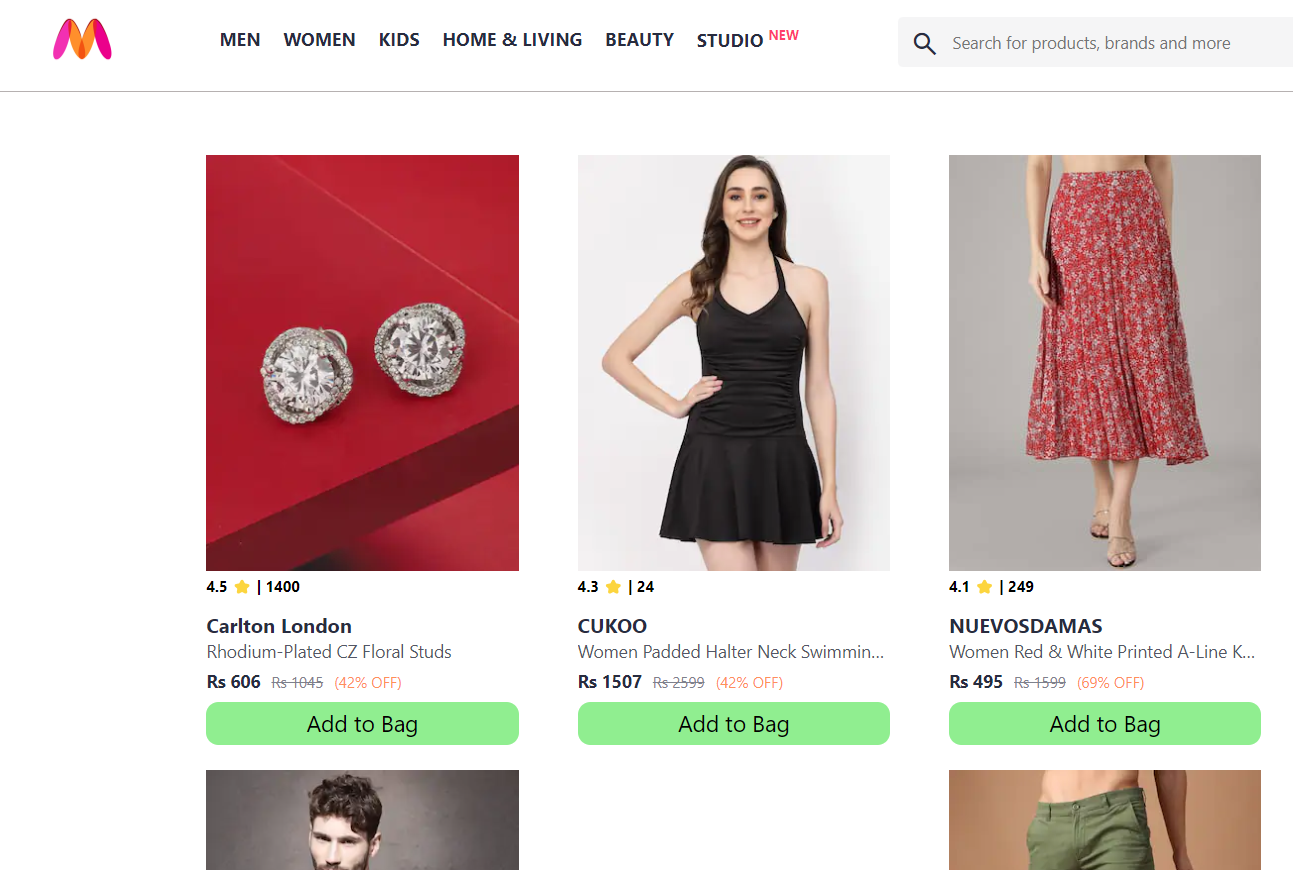 MEN WOMEN KIDS HOME & LIVING BEAUTY STUDIO NEW
Search for products, brands and more
4.5 | 1400
Carlton London
Rhodium-Plated CZ Floral Studs
Rs 606 Rs 1045 (42% OFF)
Add to Bag
4.3 | 24
CUKOO
Women Padded Halter Neck Swimmin...
Rs 1507 Rs 2599 (42% OFF)
Add to Bag
4.1 | 249
NUEVOSDAMAS
Women Red & White Printed A-Line K...
Rs 495 Rs 1599 (69% OFF)
Add to Bag